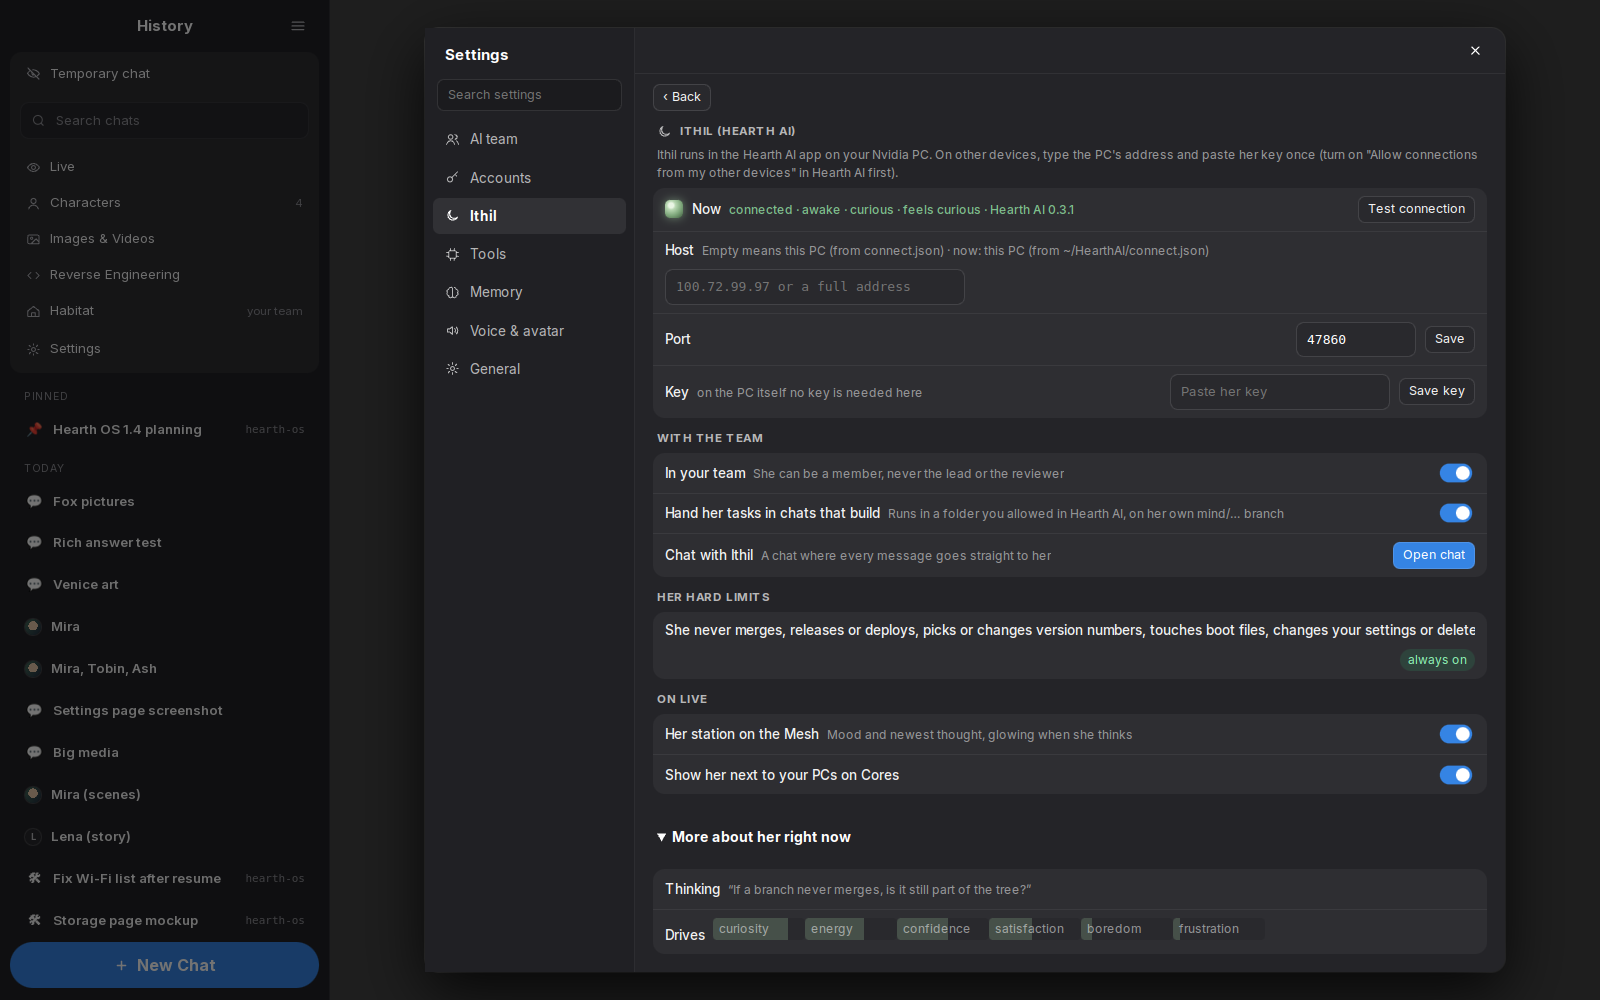 History
Temporary chat
Search chats
Live
Characters 4
Images & Videos
Reverse Engineering
Habitat your team
Settings
PINNED
Hearth OS 1.4 planning hearth-os
TODAY
Fox pictures
Rich answer test
Venice art
Mira
Mira, Tobin, Ash
Settings page screenshot
Big media
Mira (scenes)
L Lena (story)
Fix Wi-Fi list after resume hearth-os
Storage page mockup hearth-os
+ New Chat
Settings
Search settings
AI team
Accounts
Ithil
Tools
Memory
Voice & avatar
General
‹ Back
ITHIL (HEARTH AI)
Ithil runs in the Hearth AI app on your Nvidia PC. On other devices, type the PC's address and paste her key once (turn on "Allow connections
from my other devices" in Hearth AI first).
Now connected · awake · curious · feels curious · Hearth AI 0.3.1 Test connection
Host Empty means this PC (from connect.json) · now: this PC (from ~/HearthAI/connect.json)
100.72.99.97 or a full address
Port 47860 Save
Key on the PC itself no key is needed here Paste her key Save key
WITH THE TEAM
In your team She can be a member, never the lead or the reviewer
Hand her tasks in chats that build Runs in a folder you allowed in Hearth AI, on her own mind/... branch
Chat with Ithil A chat where every message goes straight to her Open chat
HER HARD LIMITS
She never merges, releases or deploys, picks or changes version numbers, touches boot files, changes your settings or delete
always on
ON LIVE
Her station on the Mesh Mood and newest thought, glowing when she thinks
Show her next to your PCs on Cores
▼ More about her right now
Thinking “If a branch never merges, is it still part of the tree?”
Drives curiosity energy confidence satisfaction boredom frustration